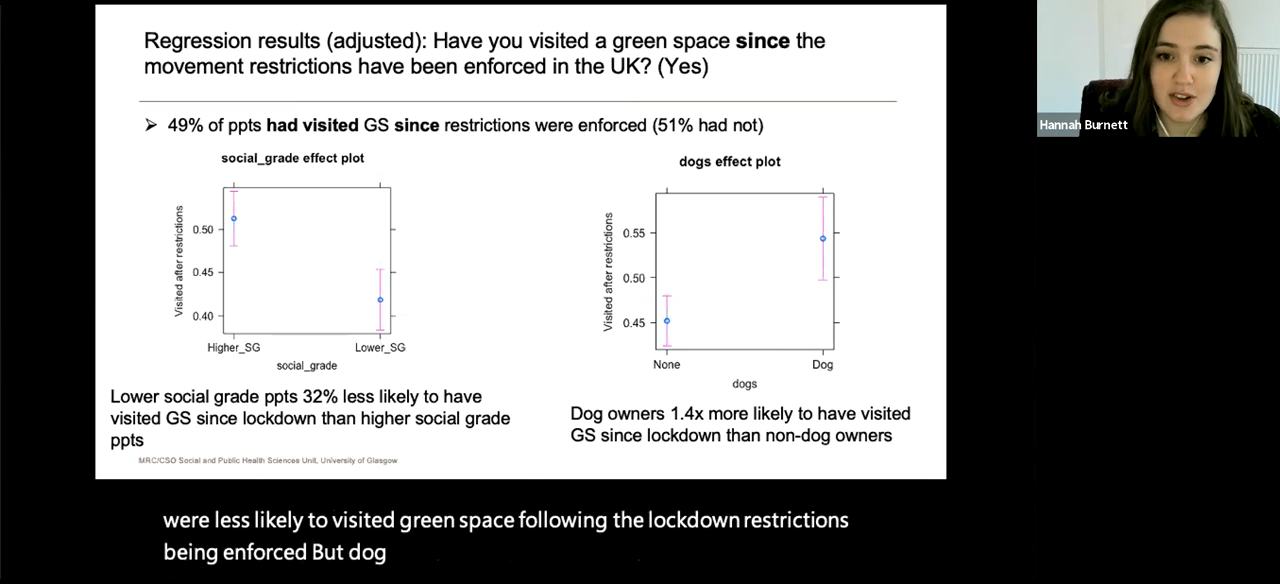 Regression results (adjusted): Have you visited a green space since the
movement restrictions have been enforced in the UK? (Yes)
➢ 49% of ppts had visited GS since restrictions were enforced (51% had not)
social_grade effect plot
Visited after restrictions
0.50
0.45
0.40
Higher_SG
Lower_SG
social_grade
Lower social grade ppts 32% less likely to have
visited GS since lockdown than higher social grade
ppts
dogs effect plot
Visited after restrictions
0.55
0.50
0.45
None
Dog
dogs
Dog owners 1.4x more likely to have visited
GS since lockdown than non-dog owners
MRC/CSO Social and Public Health Sciences Unit, University of Glasgow
Hannah Burnett
were less likely to visited green space following the lockdown restrictions
being enforced But dog